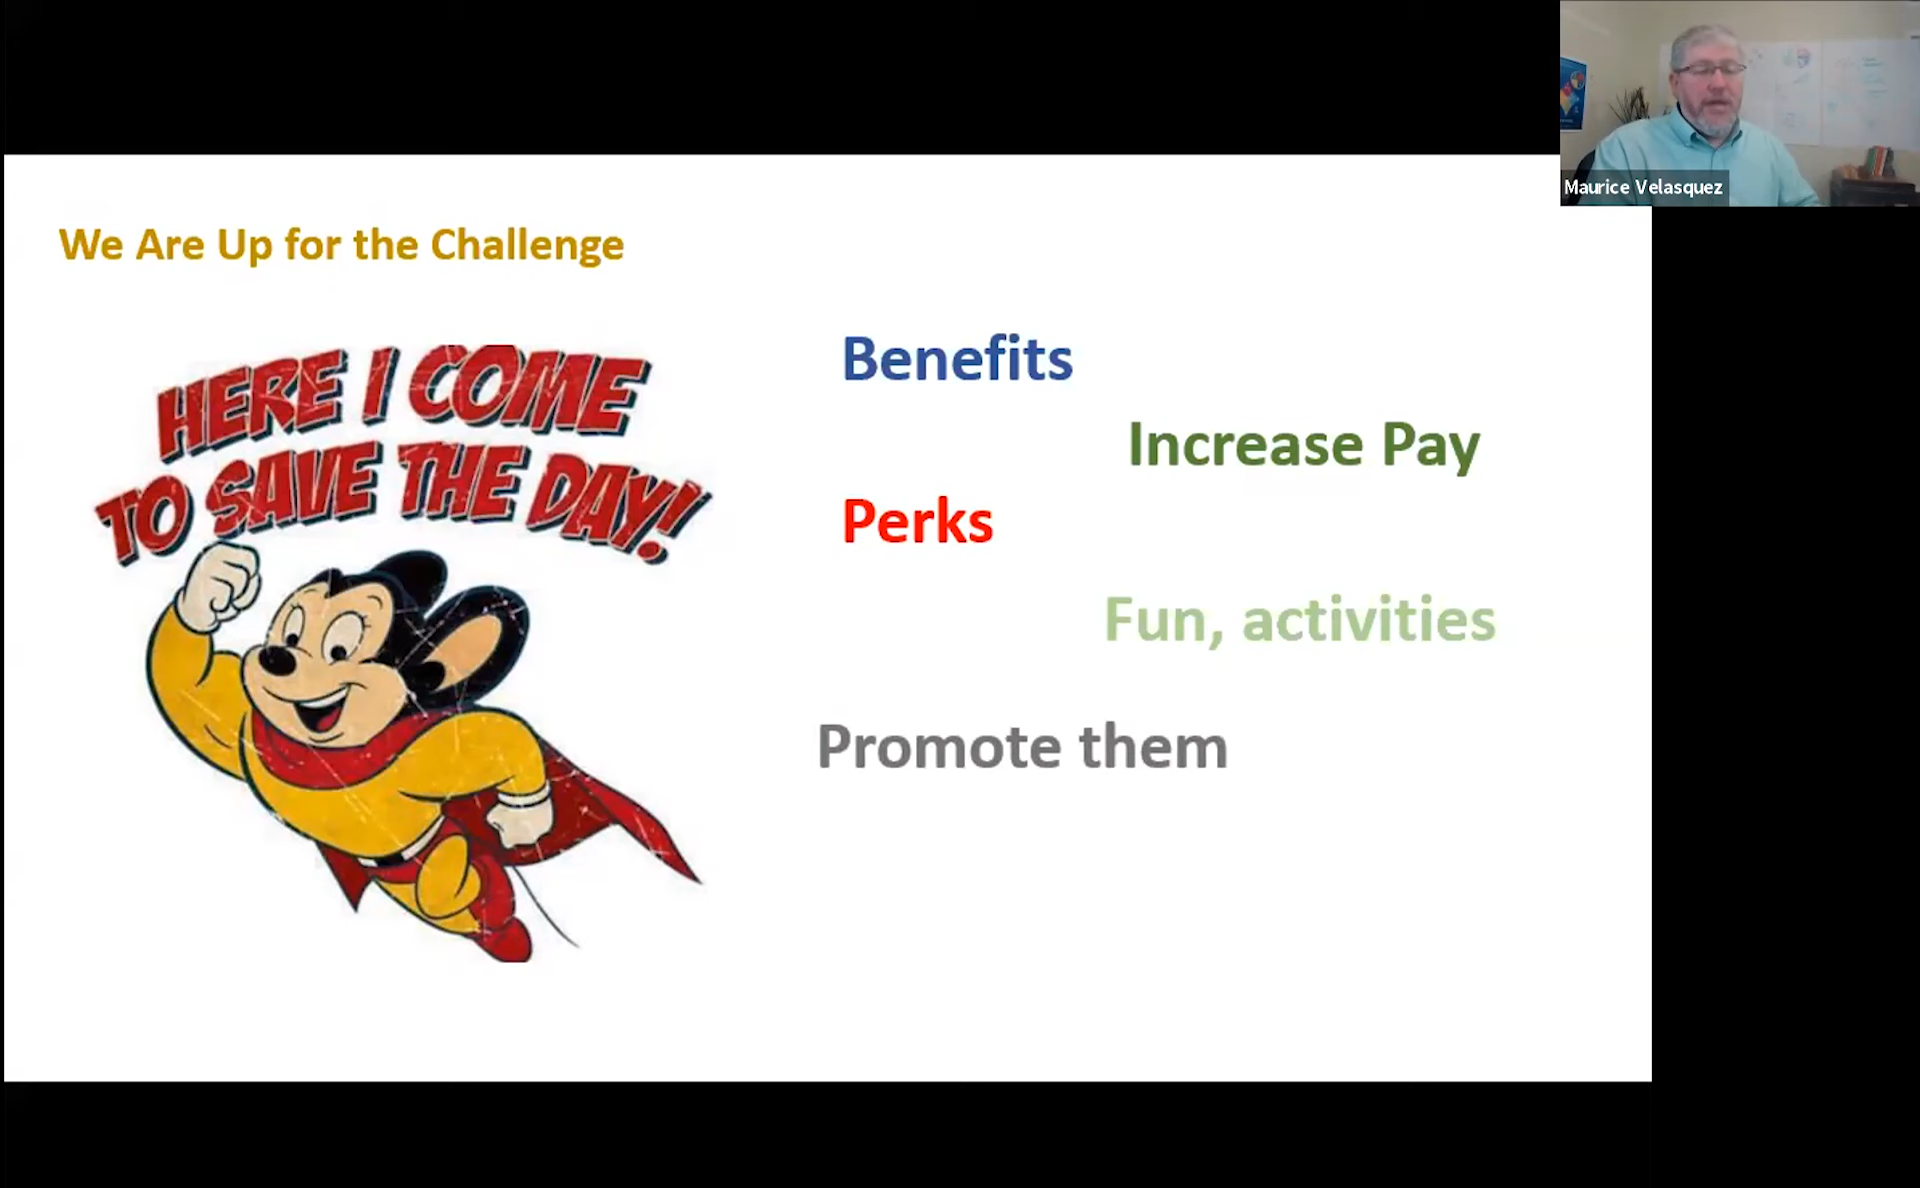 Maurice Velasquez
We Are Up for the Challenge
HERE I COME
TO SAVE THE DAY!
Benefits
Increase Pay
Perks
Fun, activities
Promote them